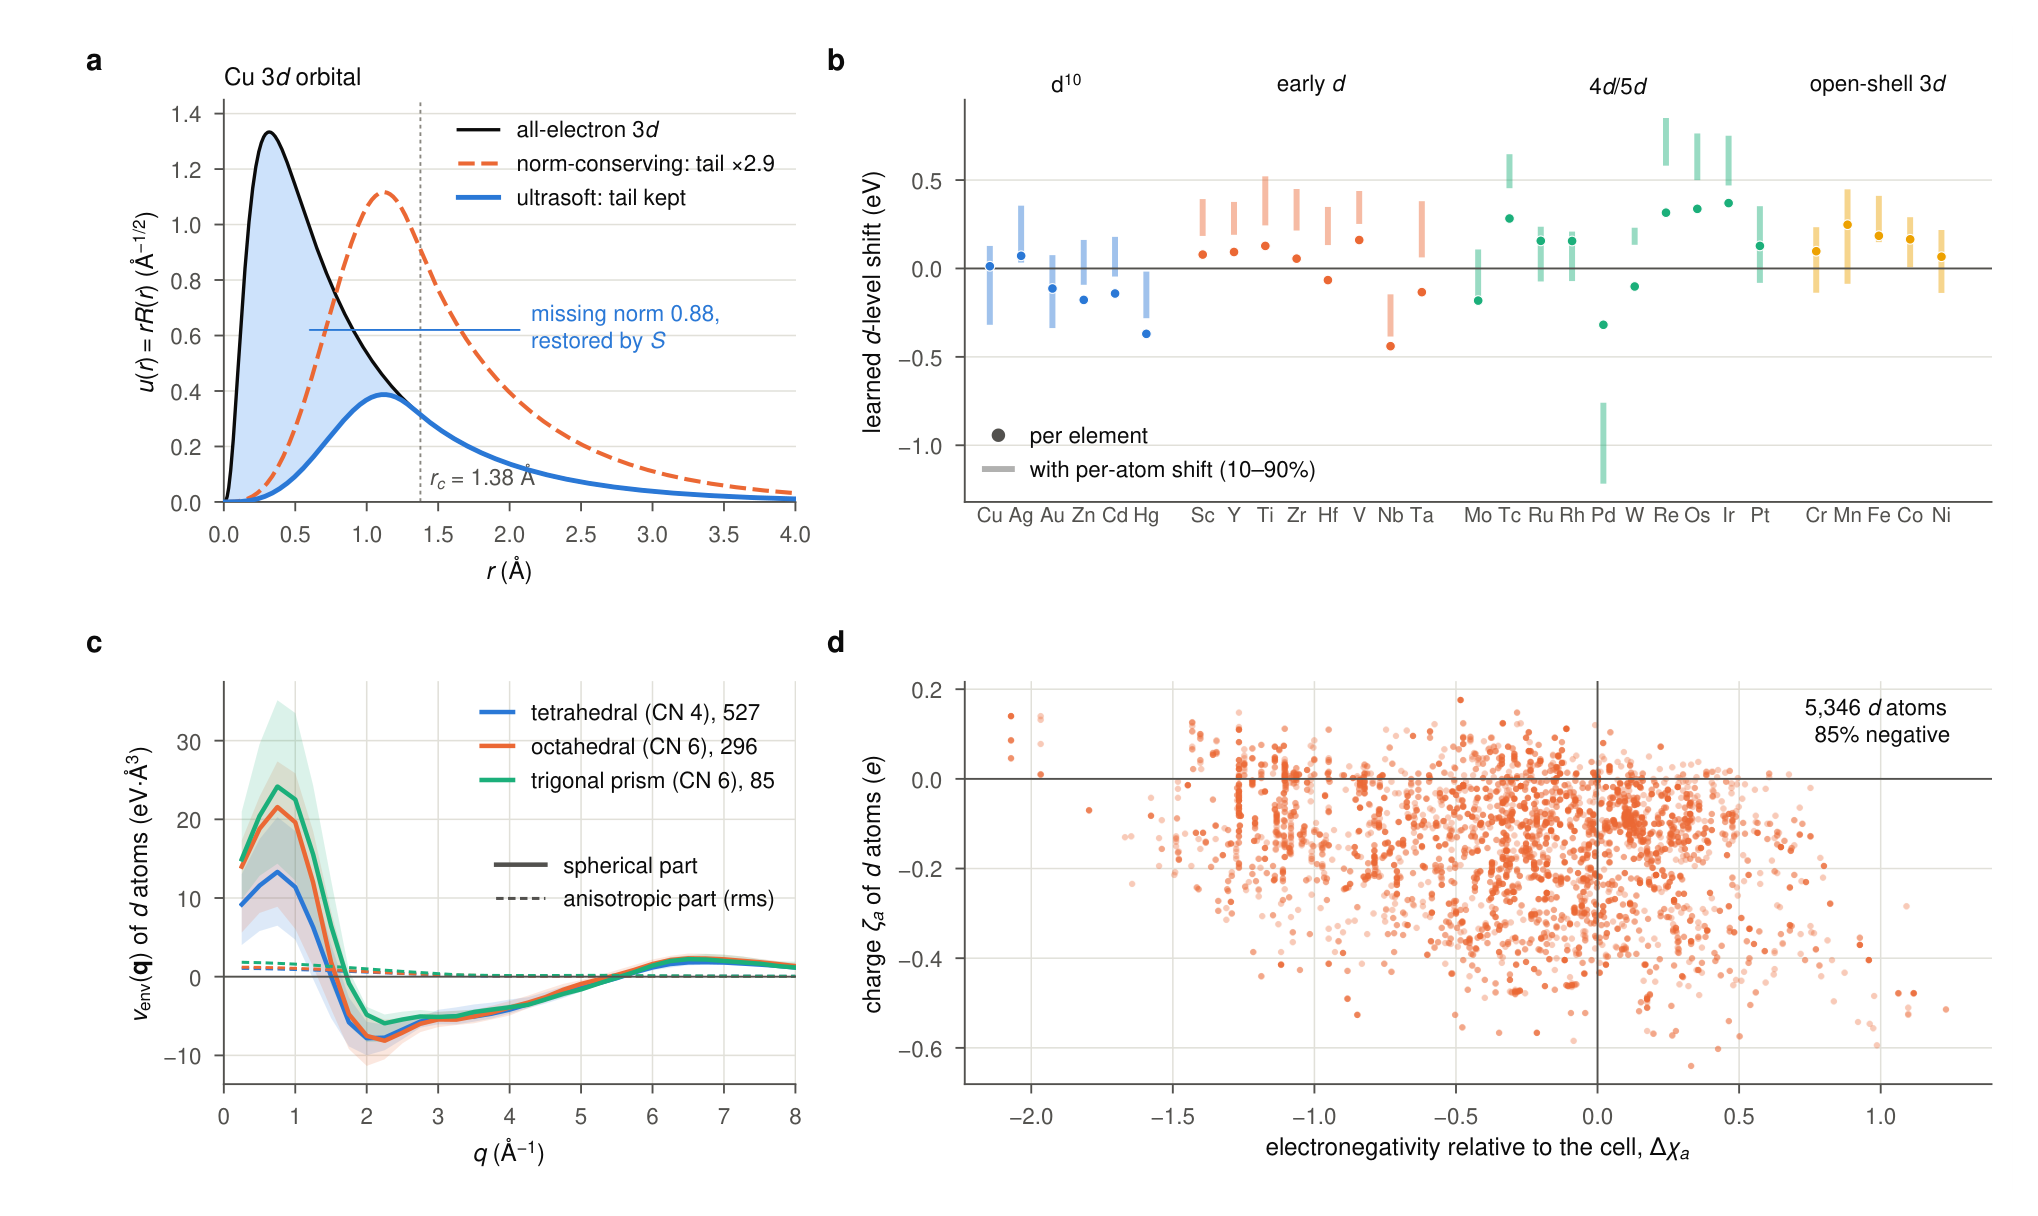 a
Cu 3d orbital
1.4
1.2
1.0
0.8
0.6
0.4
0.2
0.0
u(r) = rR(r) (Å−1/2)
all-electron 3d
norm-conserving: tail ×2.9
ultrasoft: tail kept
missing norm 0.88,
restored by S
rc = 1.38 Å
0.0 0.5 1.0 1.5 2.0 2.5 3.0 3.5 4.0
r (Å)
b
d10 early d 4d/5d open-shell 3d
0.5
0.0
−0.5
−1.0
learned d-level shift (eV)
per element
with per-atom shift (10–90%)
Cu Ag Au Zn Cd Hg Sc Y Ti Zr Hf V Nb Ta Mo Tc Ru Rh Pd W Re Os Ir Pt Cr Mn Fe Co Ni
c
30
20
10
0
−10
venv(q) of d atoms (eV·Å3)
tetrahedral (CN 4), 527
octahedral (CN 6), 296
trigonal prism (CN 6), 85
spherical part
anisotropic part (rms)
0 1 2 3 4 5 6 7 8
q (Å−1)
d
0.2
0.0
−0.2
−0.4
−0.6
charge ζa of d atoms (e)
5,346 d atoms
85% negative
−2.0 −1.5 −1.0 −0.5 0.0 0.5 1.0
electronegativity relative to the cell, Δχa